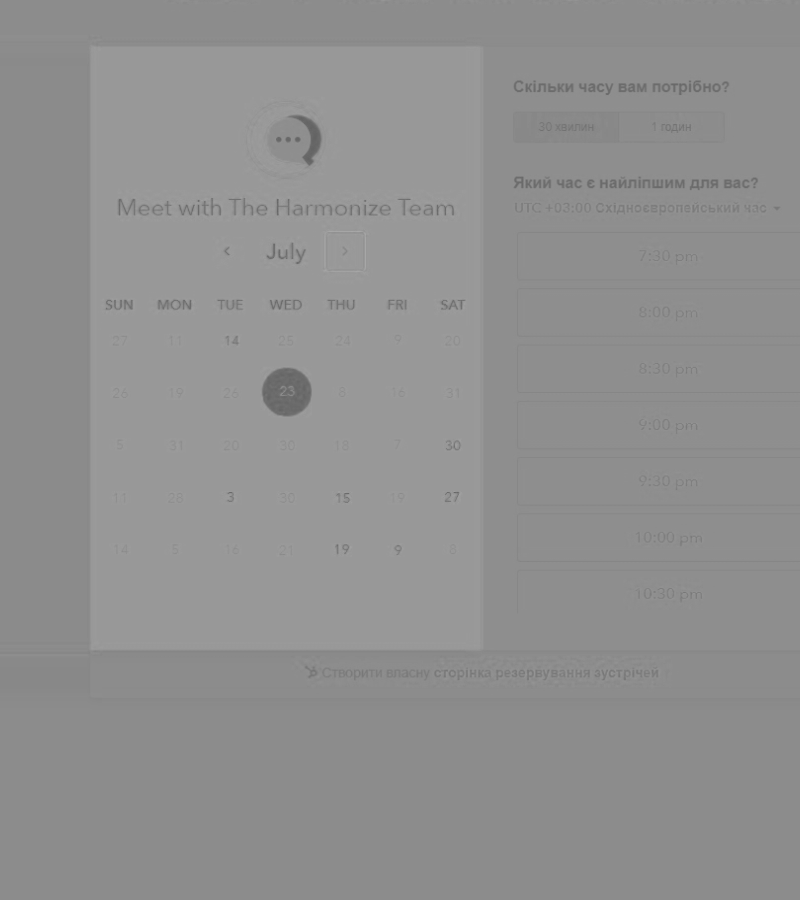 Meet with The Harmonize Team
July
SUN MON TUE WED THU FRI SAT
27 11 14 25 24 9 20
26 19 26 23 8 16 31
5 31 20 30 18 7 30
11 28 3 30 15 19 27
14 5 16 21 19 9 8
Скільки часу вам потрібно?
30 хвилин 1 годин
Який час є найліпшим для вас?
UTC +03:00 Східноєвропейський час
7:30 pm
8:00 pm
8:30 pm
9:00 pm
9:30 pm
10:00 pm
10:30 pm
Створити власну сторінка резервування зустрічей